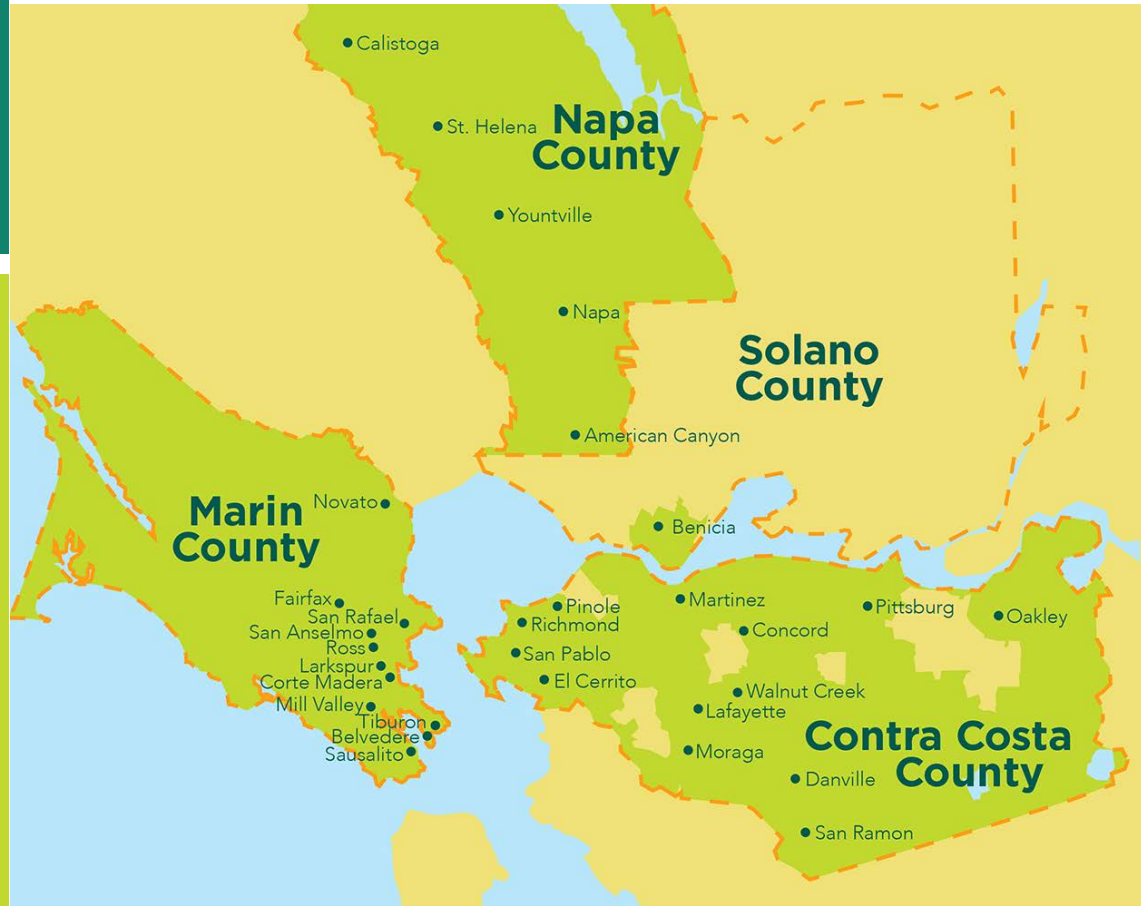 Calistoga
St. Helena
Napa
County
Yountville
Napa
Solano
County
American Canyon
Marin
County
Novato
Benicia
Fairfax
San Rafael
San Anselmo
Ross
Larkspur
Corte Madera
Mill Valley
Tiburon
Belvedere
Sausalito
Pinole
Richmond
San Pablo
El Cerrito
Martinez
Concord
Pittsburg
Oakley
Walnut Creek
Lafayette
Moraga
Contra Costa
County
Danville
San Ramon